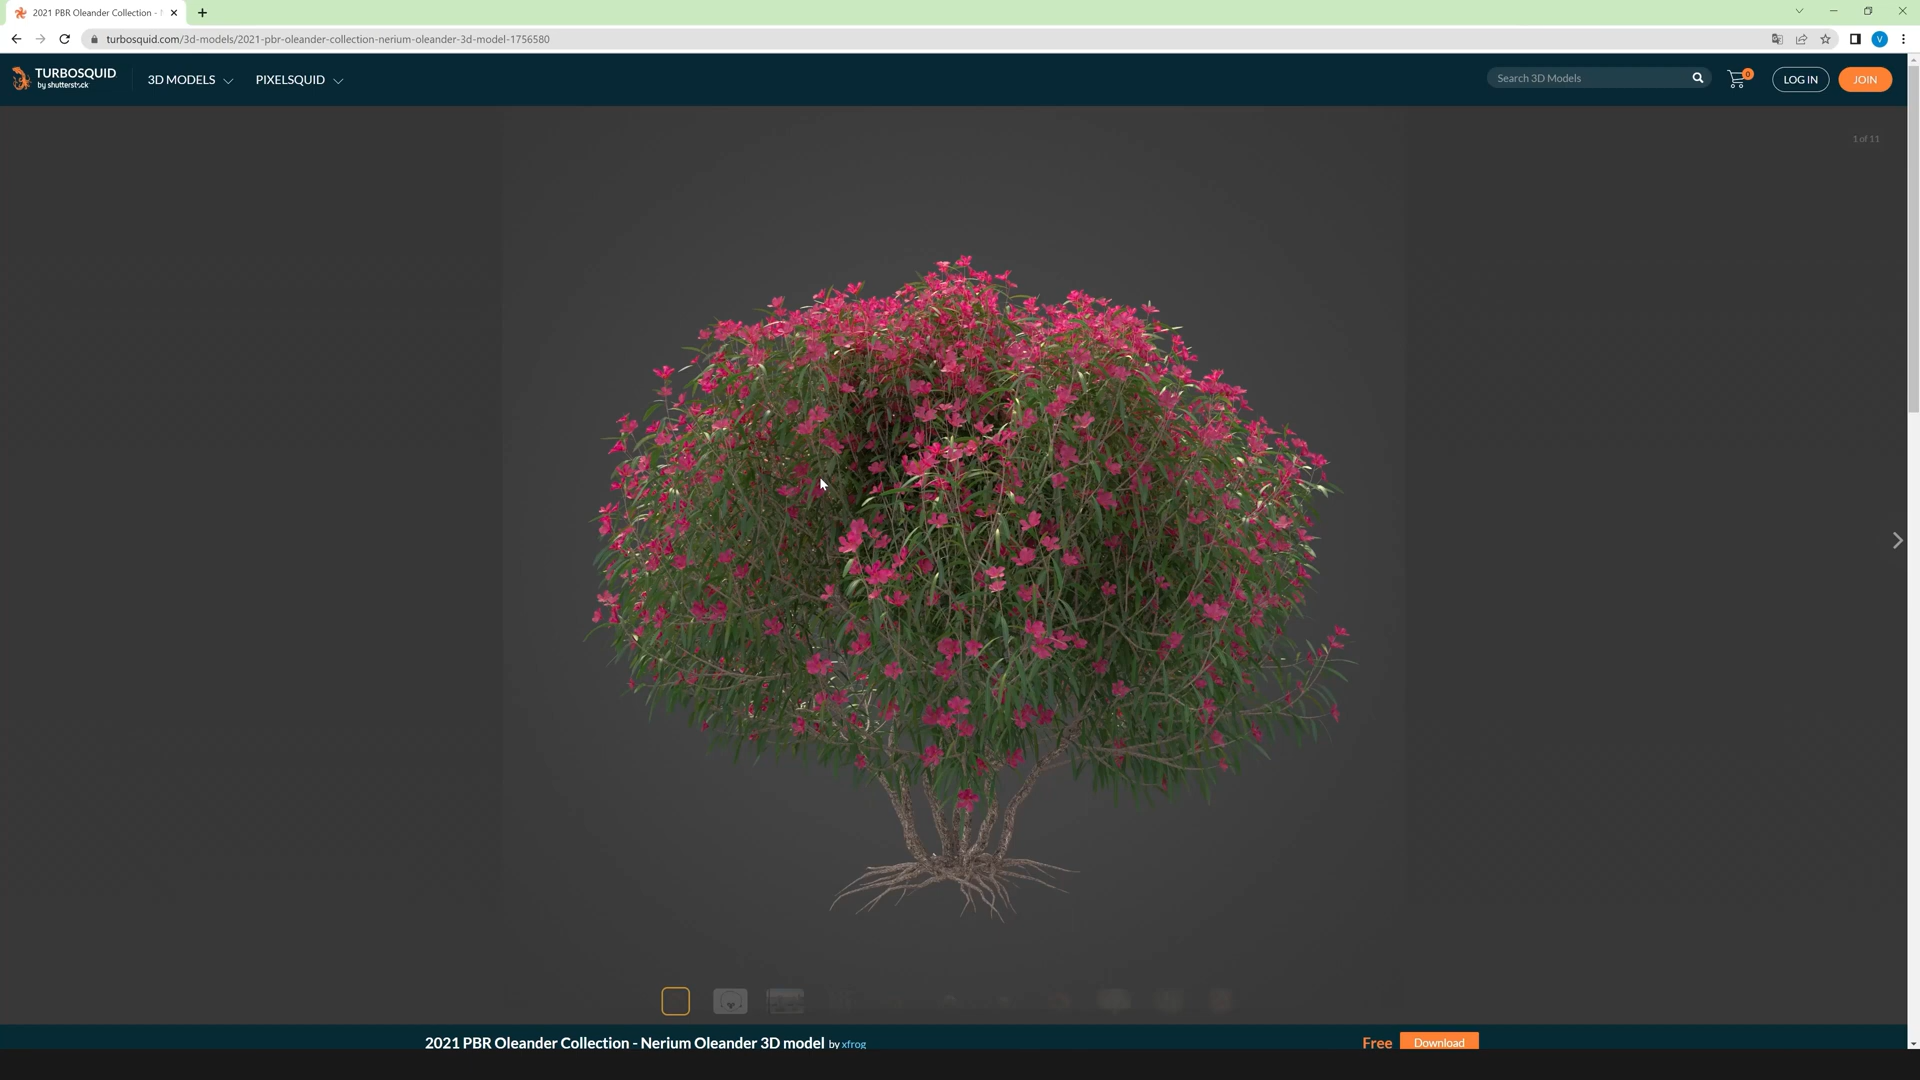 2021 PBR Oleander Collection -
turbosquid.com/3d-models/2021-pbr-oleander-collection-nerium-oleander-3d-model-1756580
V
TURBOSQUID
by shutterstock
3D MODELS
PIXELSQUID
Search 3D Models
0
LOG IN
JOIN
1 of 11
2021 PBR Oleander Collection - Nerium Oleander 3D model by xfrog
Free
Download